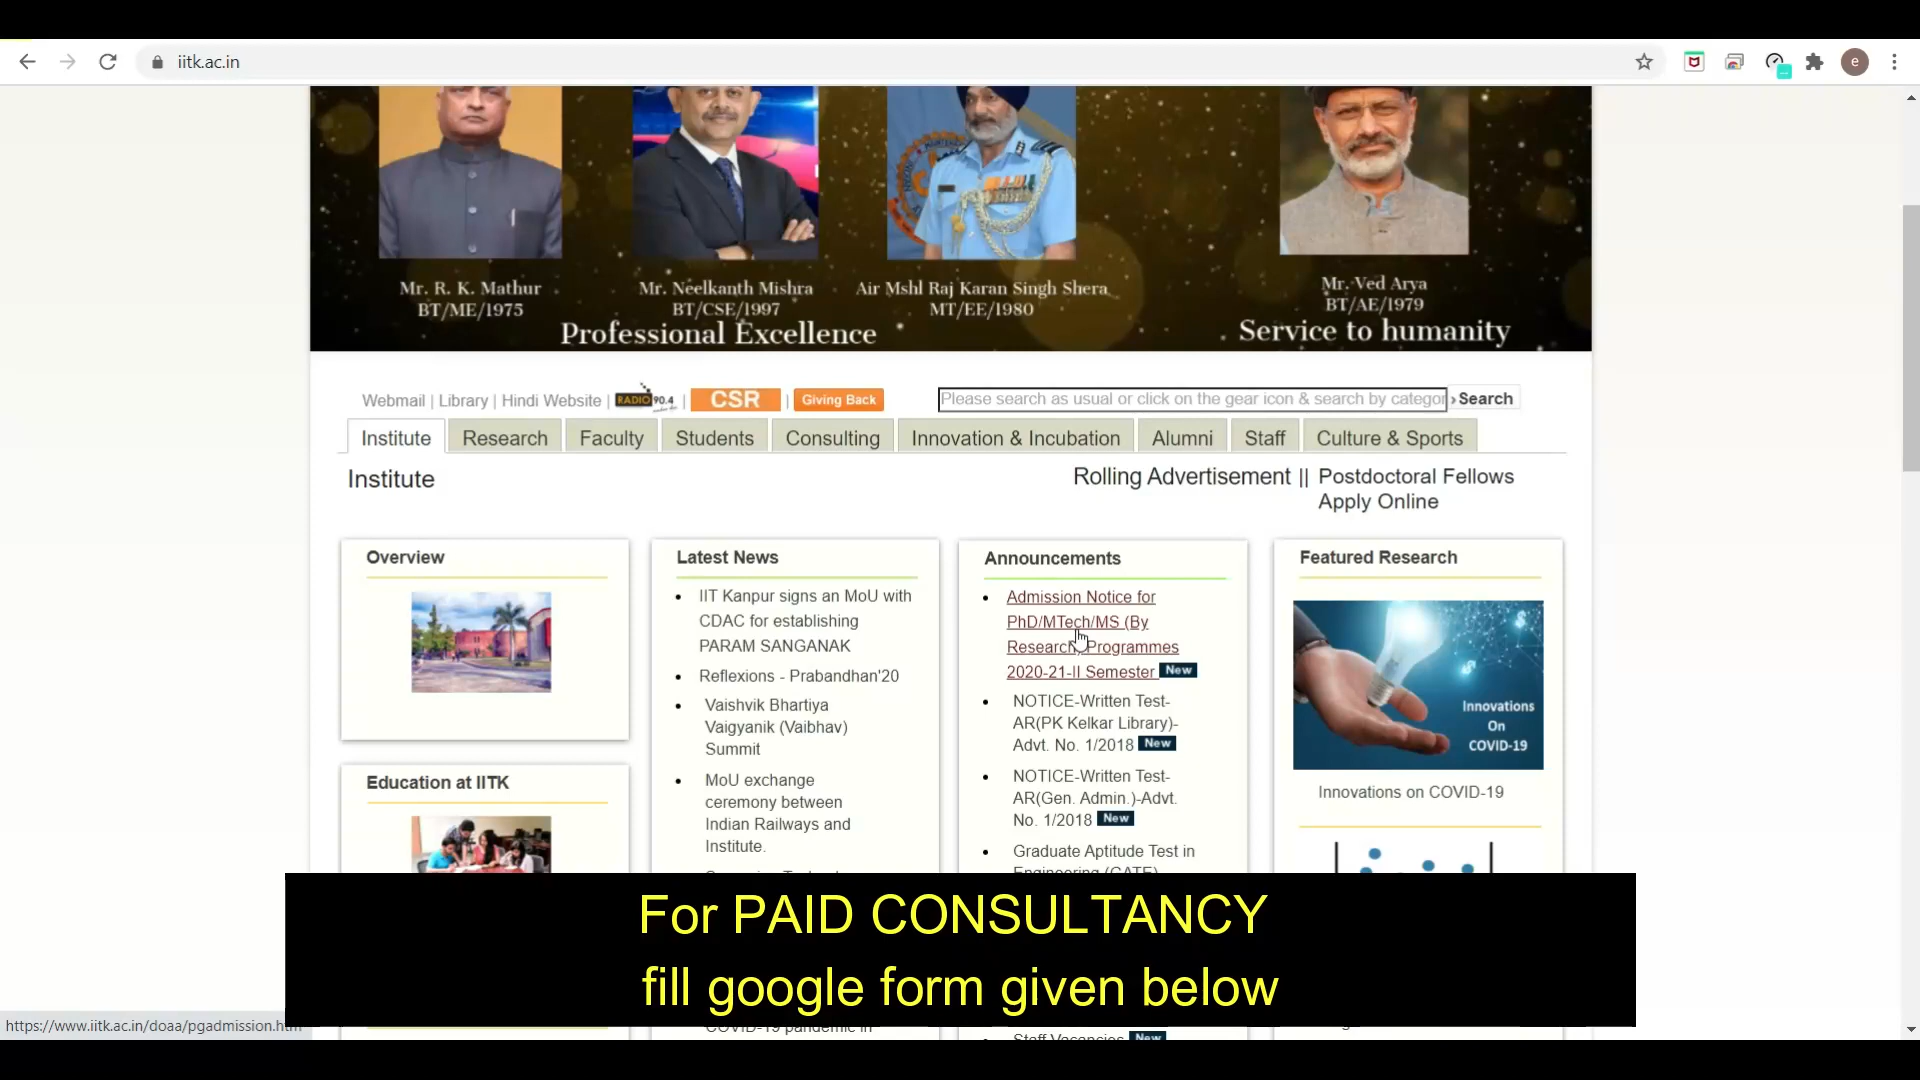 iitk.ac.in
e
Mr. R. K. Mathur
BT/ME/1975
Mr. Neelkanth Mishra
BT/CSE/1997
Air Mshl Raj Karan Singh Shera
MT/EE/1980
Mr. Ved Arya
BT/AE/1979
Professional Excellence
Service to humanity
Webmail | Library | Hindi Website | RADIO 90.4 | CSR | Giving Back
Please search as usual or click on the gear icon & search by categor
› Search
Institute Research Faculty Students Consulting Innovation & Incubation Alumni Staff Culture & Sports
Institute
Rolling Advertisement || Postdoctoral Fellows
Apply Online
Overview
Education at IITK
Latest News
IIT Kanpur signs an MoU with
CDAC for establishing
PARAM SANGANAK
Reflexions - Prabandhan'20
Vaishvik Bhartiya
Vaigyanik (Vaibhav)
Summit
MoU exchange
ceremony between
Indian Railways and
Institute.
COVID-19 pandemic in
Announcements
Admission Notice for
PhD/MTech/MS (By
Research) Programmes
2020-21-II Semester New
NOTICE-Written Test-
AR(PK Kelkar Library)-
Advt. No. 1/2018 New
NOTICE-Written Test-
AR(Gen. Admin.)-Advt.
No. 1/2018 New
Graduate Aptitude Test in
Engineering (GATE)
Staff Vacancies New
Featured Research
Innovations
On
COVID-19
Innovations on COVID-19
For PAID CONSULTANCY
fill google form given below
https://www.iitk.ac.in/doaa/pgadmission.htm